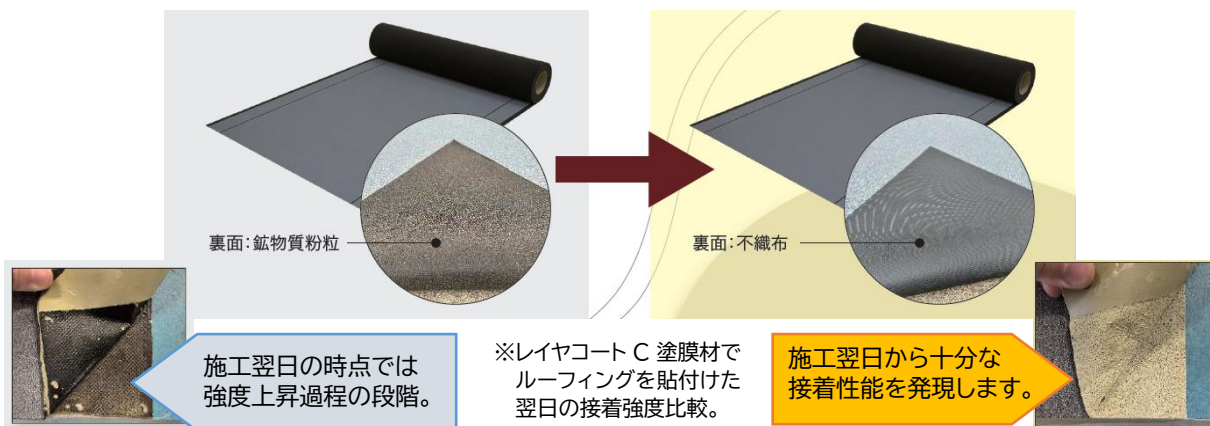 裏面：鉱物質粉粒
裏面：不織布
施工翌日の時点では
強度上昇過程の段階。
※レイヤコート C 塗膜材で
ルーフィングを貼付けた
翌日の接着強度比較。
施工翌日から十分な
接着性能を発現します。